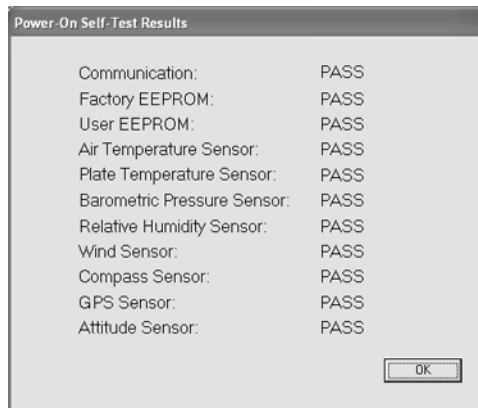 Power-On Self-Test Results
Communication: PASS
Factory EEPROM: PASS
User EEPROM: PASS
Air Temperature Sensor: PASS
Plate Temperature Sensor: PASS
Barometric Pressure Sensor: PASS
Relative Humidity Sensor: PASS
Wind Sensor: PASS
Compass Sensor: PASS
GPS Sensor: PASS
Attitude Sensor: PASS
OK